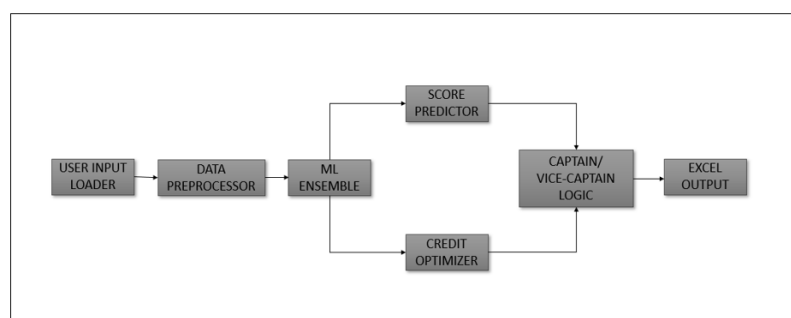 USER INPUT
LOADER
DATA
PREPROCESSOR
ML
ENSEMBLE
SCORE
PREDICTOR
CREDIT
OPTIMIZER
CAPTAIN/
VICE-CAPTAIN
LOGIC
EXCEL
OUTPUT